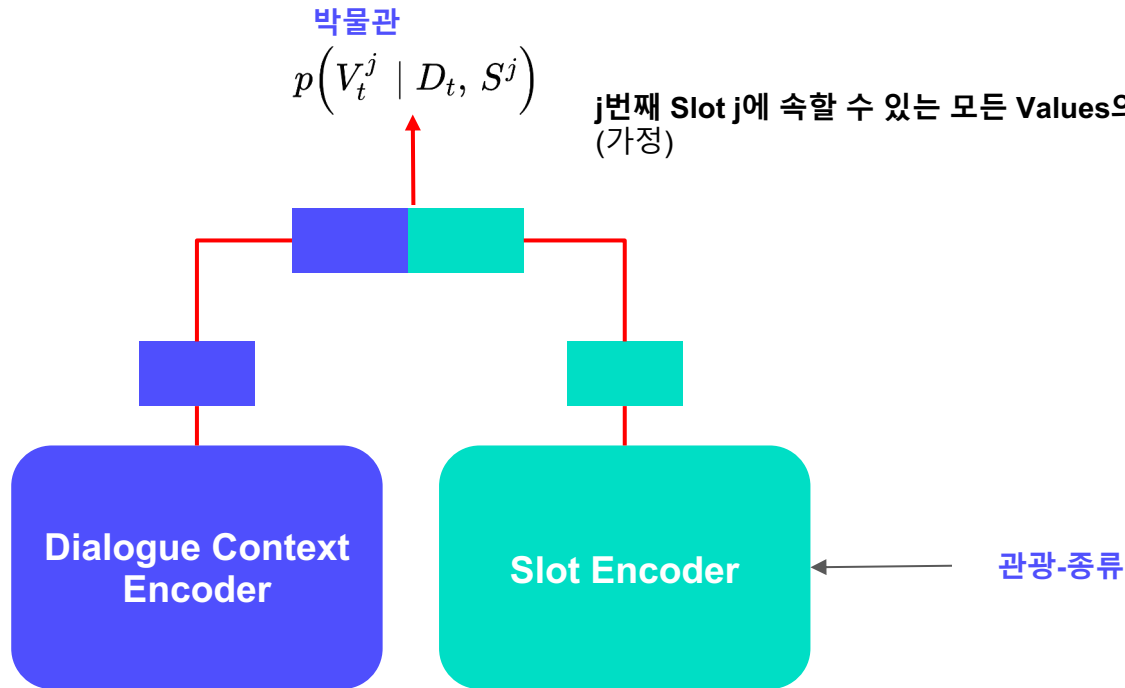 박물관
p(V_t^j | D_t, S^j)
j번째 Slot j에 속할 수 있는 모든 Values
(가정)
Dialogue Context
Encoder
Slot Encoder
관광-종류